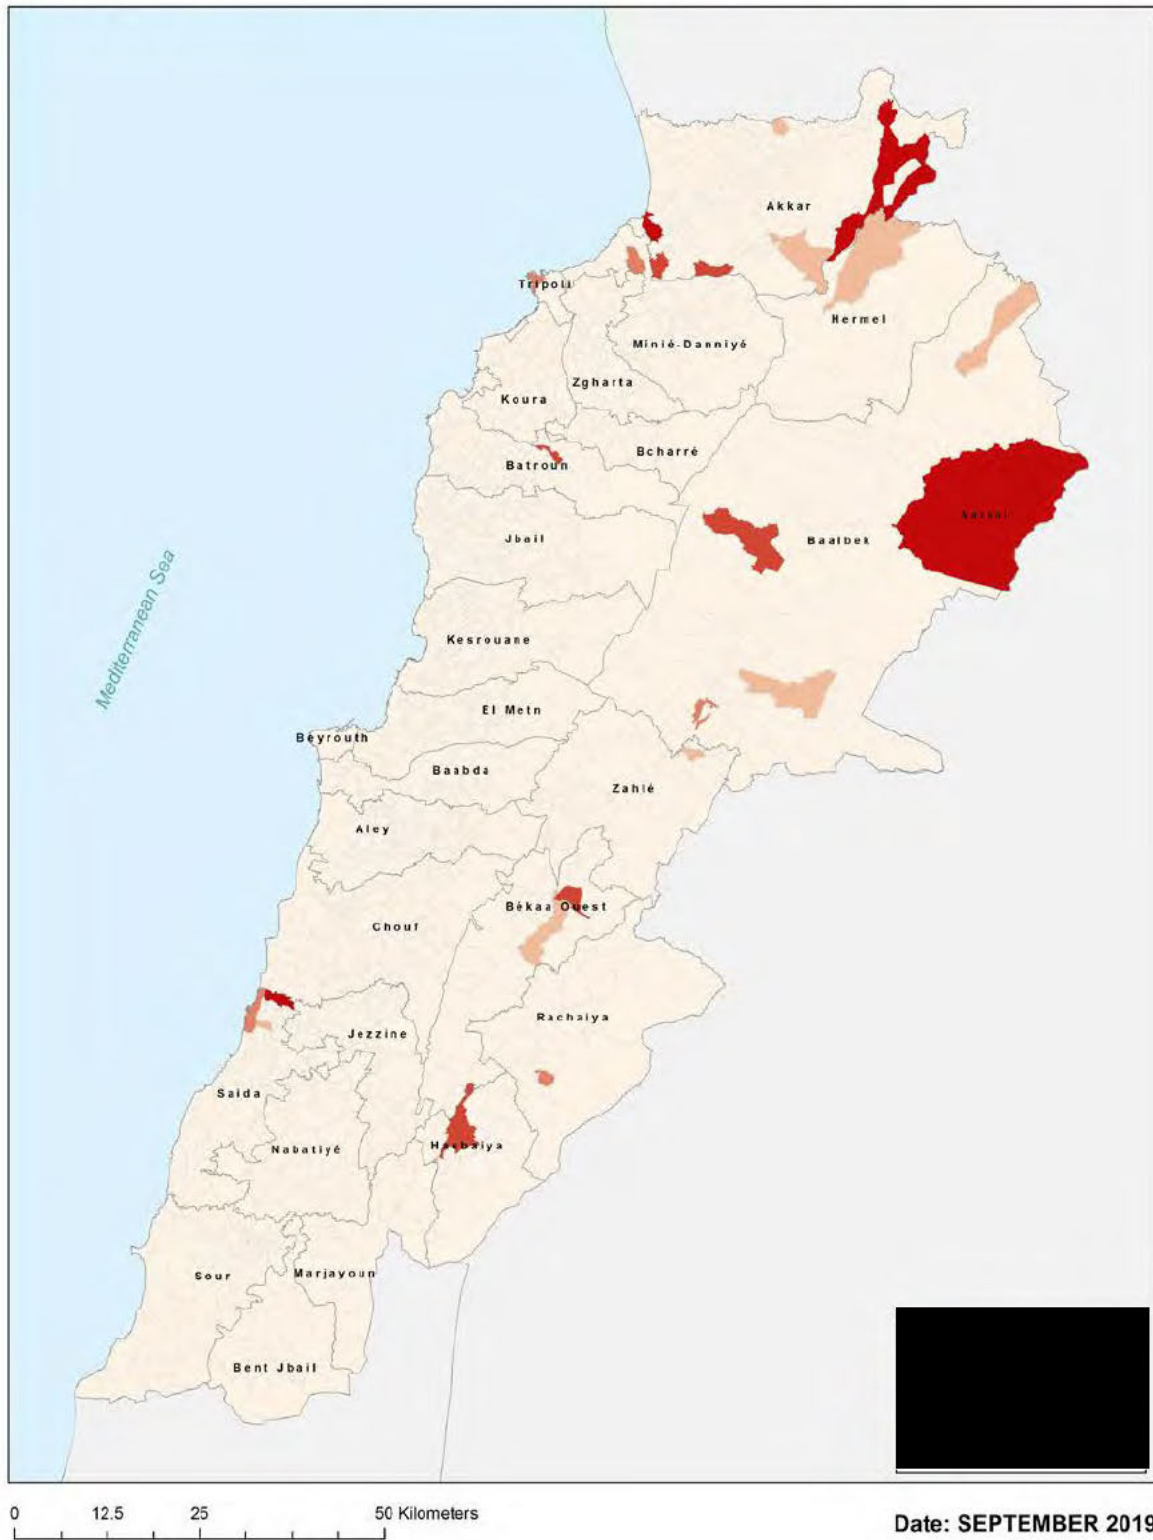 Akkar
Tripoli
Hermel
Minié-Danniyé
Zgharta
Koura
Bcharré
Batroun
Jbail
Baalbek
Mediterranean Sea
Kesrouane
El Metn
Beyrouth
Baabda
Zahlé
Aley
Békaa Ouest
Chouf
Rachaiya
Jezzine
Saida
Hasbaiya
Nabatiyé
Sour
Marjayoun
Bent Jbail
0 12.5 25 50 Kilometers
Date: SEPTEMBER 2019